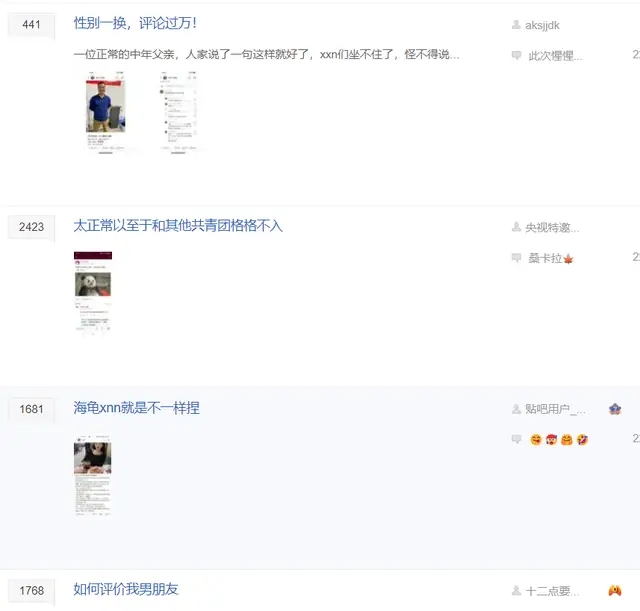 441
性别一换，评论过万！
aksjjdk
一位正常的中年父亲，人家说了一句这样就好了，xxn们坐不住了，怪不得说...
此次惺惺...
2423
太正常以至于和其他共青团格格不入
央视特邀...
桑卡拉
1681
海龟xnn就是不一样捏
贴吧用户_...
1768
如何评价我男朋友
十二点要...